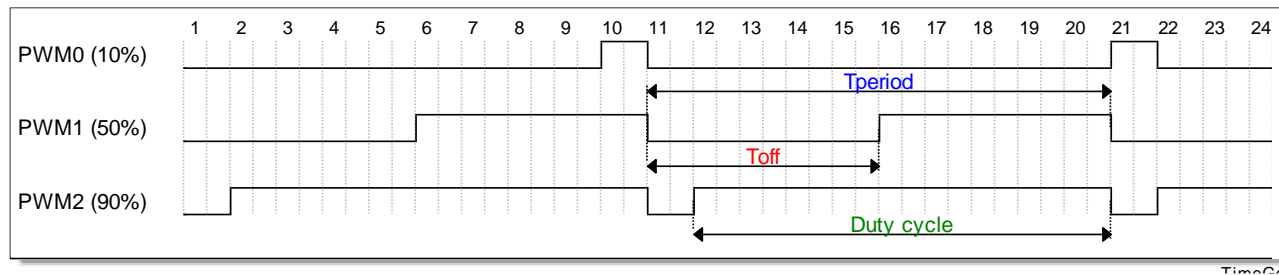 1 2 3 4 5 6 7 8 9 10 11 12 13 14 15 16 17 18 19 20 21 22 23 24
PWM0 (10%)
Tperiod
PWM1 (50%)
Toff
PWM2 (90%)
Duty cycle